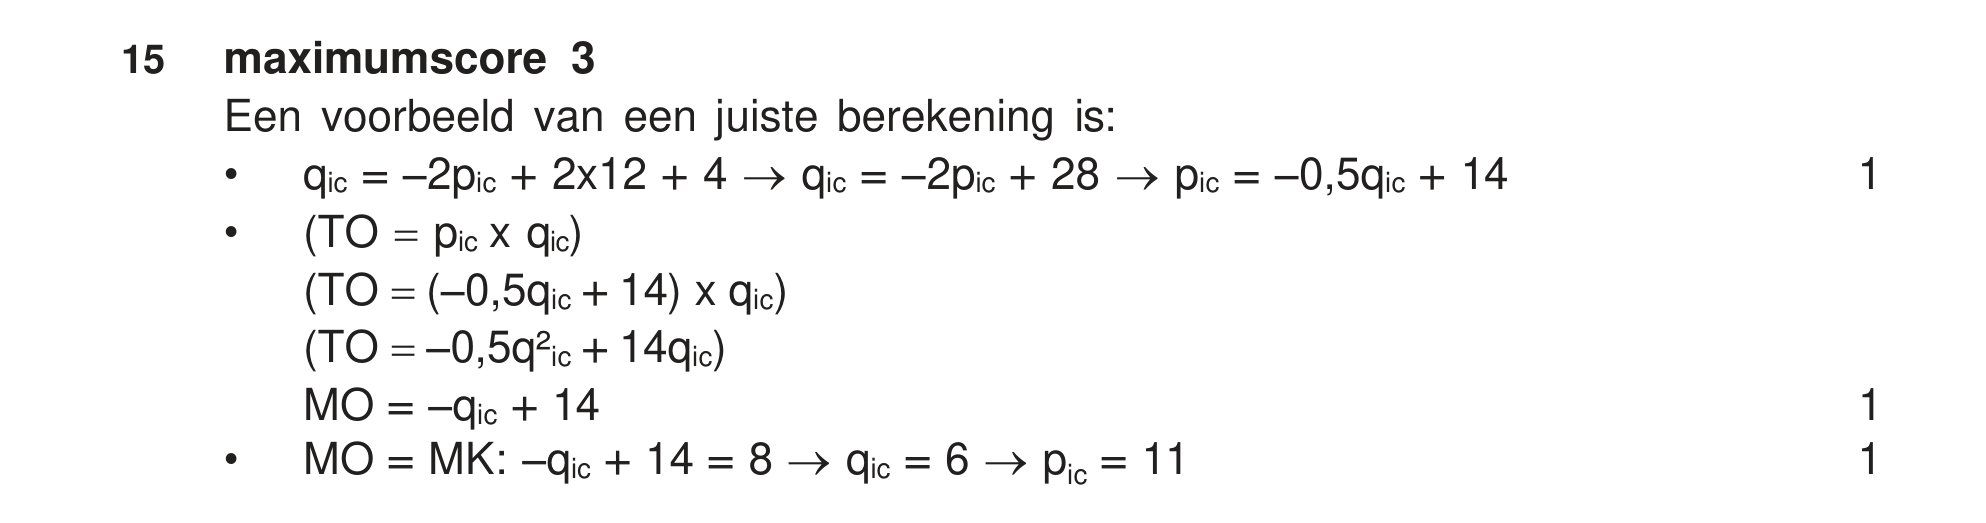 15 maximumscore 3
Een voorbeeld van een juiste berekening is:
• qic = –2pic + 2x12 + 4 → qic = –2pic + 28 → pic = –0,5qic + 14 1
• (TO = pic x qic)
(TO = (–0,5qic + 14) x qic)
(TO = –0,5q²ic + 14qic)
MO = –qic + 14 1
• MO = MK: –qic + 14 = 8 → qic = 6 → pic = 11 1